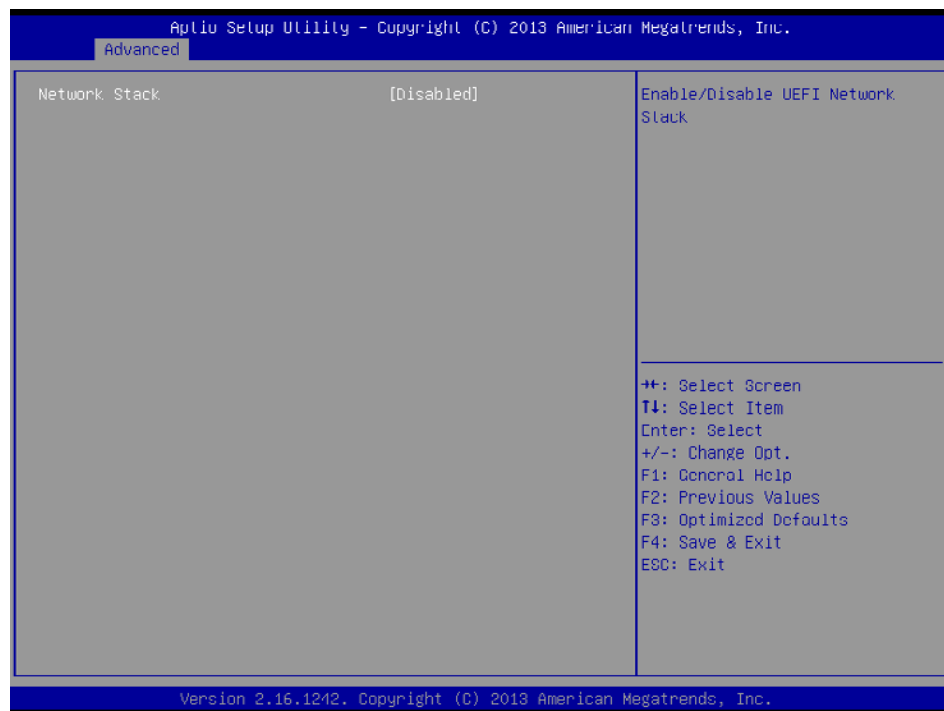 Aptio Setup Utility – Copyright (C) 2013 American Megatrends, Inc.
Advanced
Network Stack [Disabled]
Enable/Disable UEFI Network
Stack
→←: Select Screen
↑↓: Select Item
Enter: Select
+/-: Change Opt.
F1: General Help
F2: Previous Values
F3: Optimized Defaults
F4: Save & Exit
ESC: Exit
Version 2.16.1242. Copyright (C) 2013 American Megatrends, Inc.